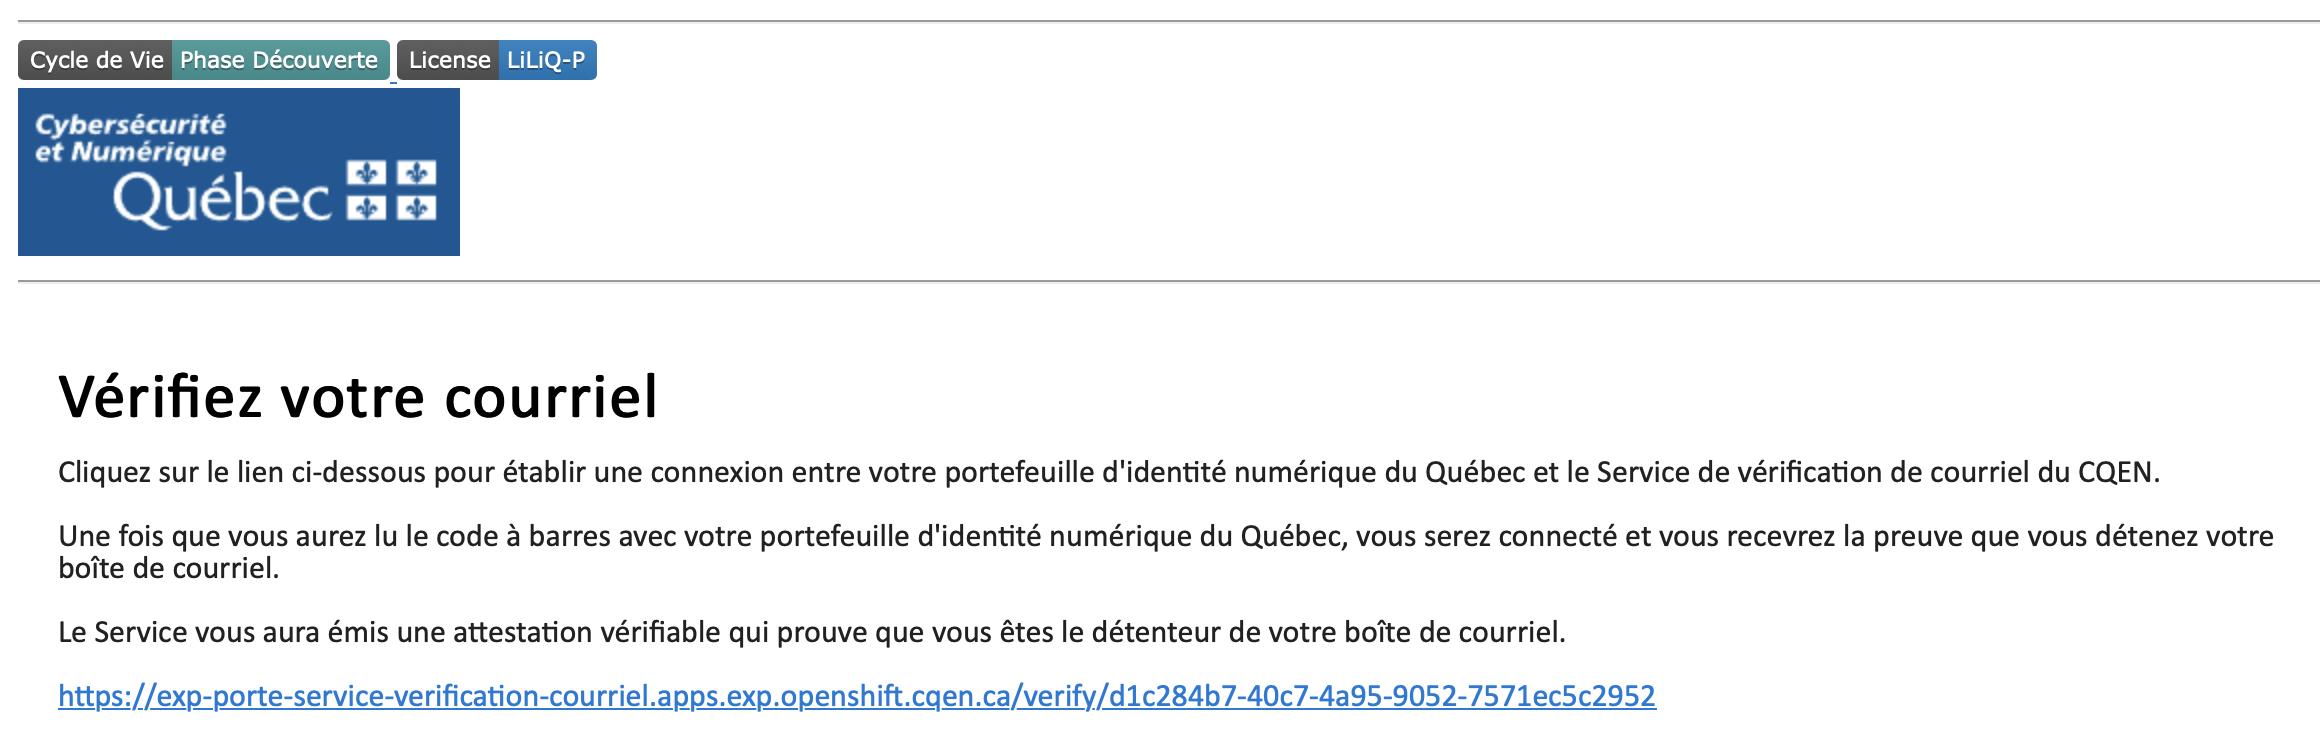 Cycle de Vie Phase Découverte License LiLiQ-P
Cybersécurité
et Numérique
Québec
Vérifiez votre courriel
Cliquez sur le lien ci-dessous pour établir une connexion entre votre portefeuille d'identité numérique du Québec et le Service de vérification de courriel du CQEN.
Une fois que vous aurez lu le code à barres avec votre portefeuille d'identité numérique du Québec, vous serez connecté et vous recevrez la preuve que vous détenez votre
boîte de courriel.
Le Service vous aura émis une attestation vérifiable qui prouve que vous êtes le détenteur de votre boîte de courriel.
https://exp-porte-service-verification-courriel.apps.exp.openshift.cqen.ca/verify/d1c284b7-40c7-4a95-9052-7571ec5c2952